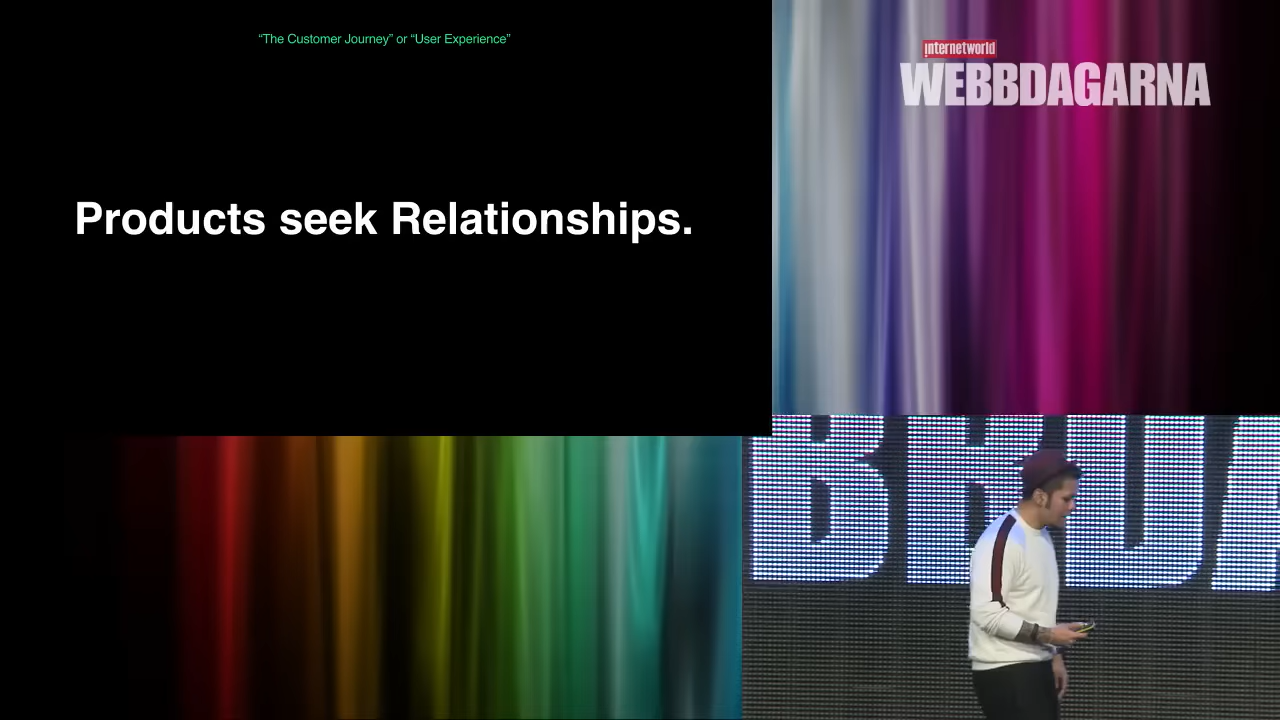 “The Customer Journey” or “User Experience”
Products seek Relationships.
internetworld
WEBBDAGARNA